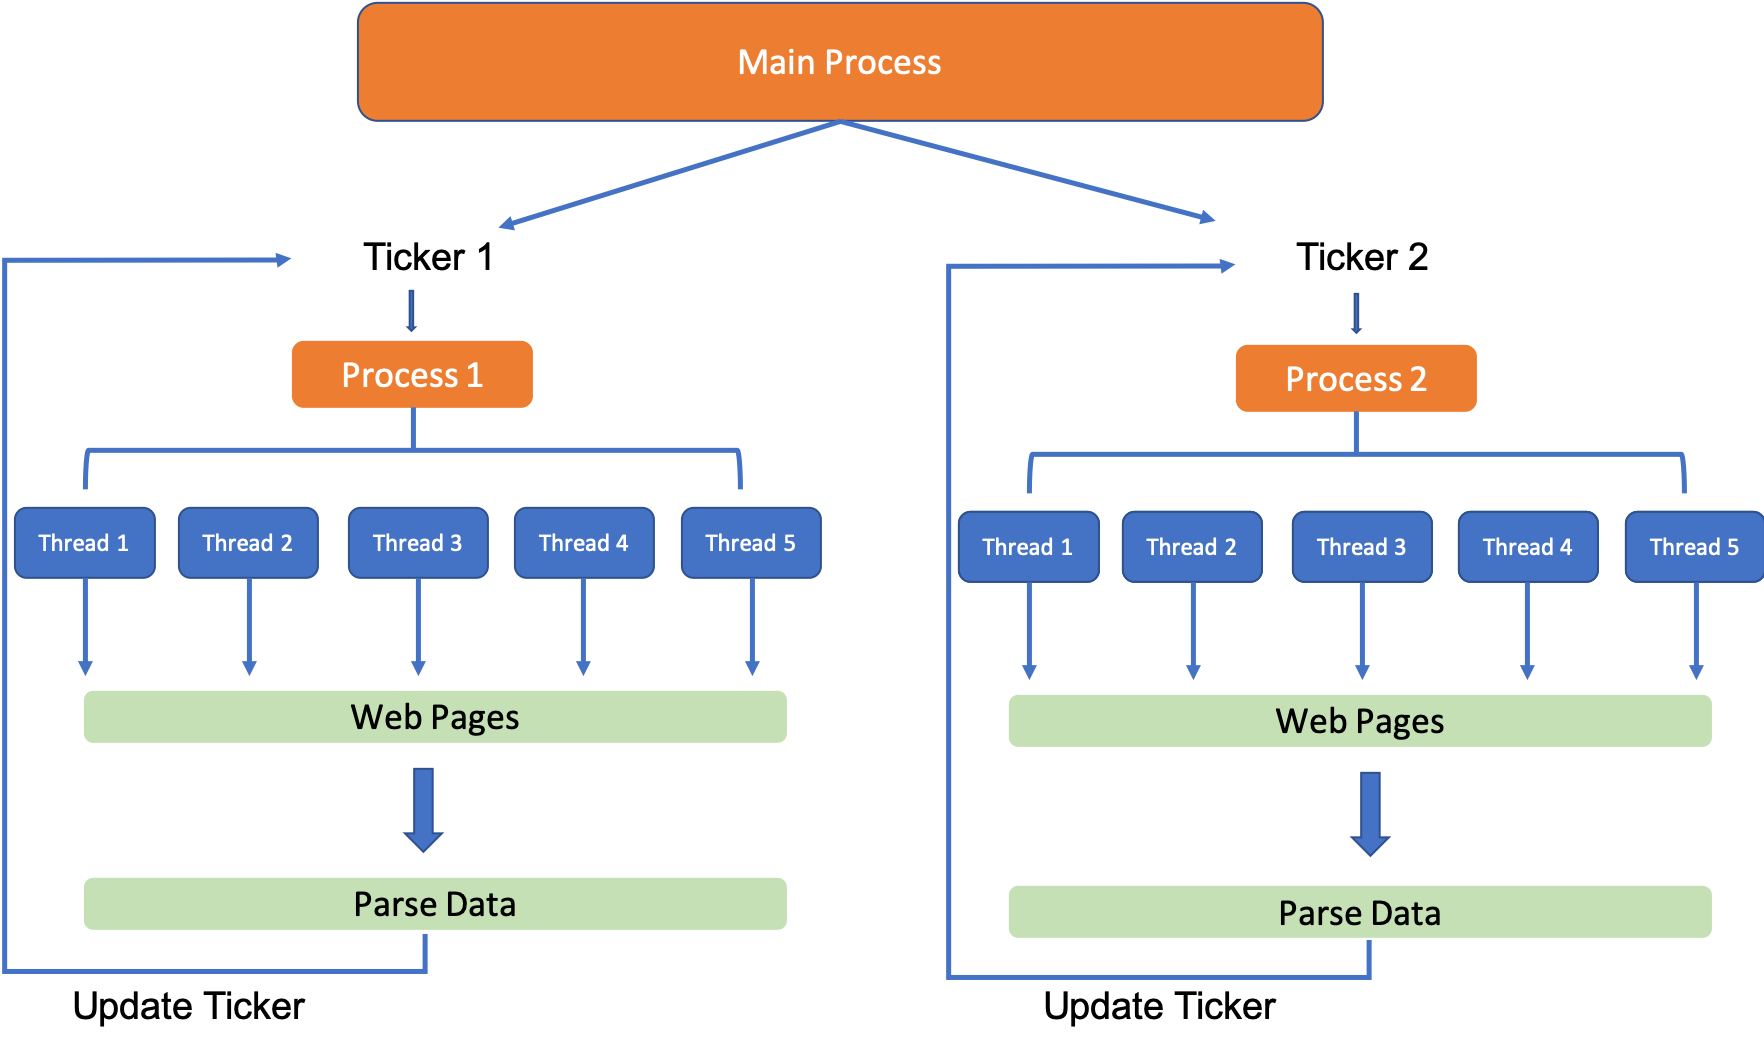 Main Process
Ticker 1
Ticker 2
Process 1
Process 2
Thread 1
Thread 2
Thread 3
Thread 4
Thread 5
Thread 1
Thread 2
Thread 3
Thread 4
Thread 5
Web Pages
Web Pages
Parse Data
Parse Data
Update Ticker
Update Ticker